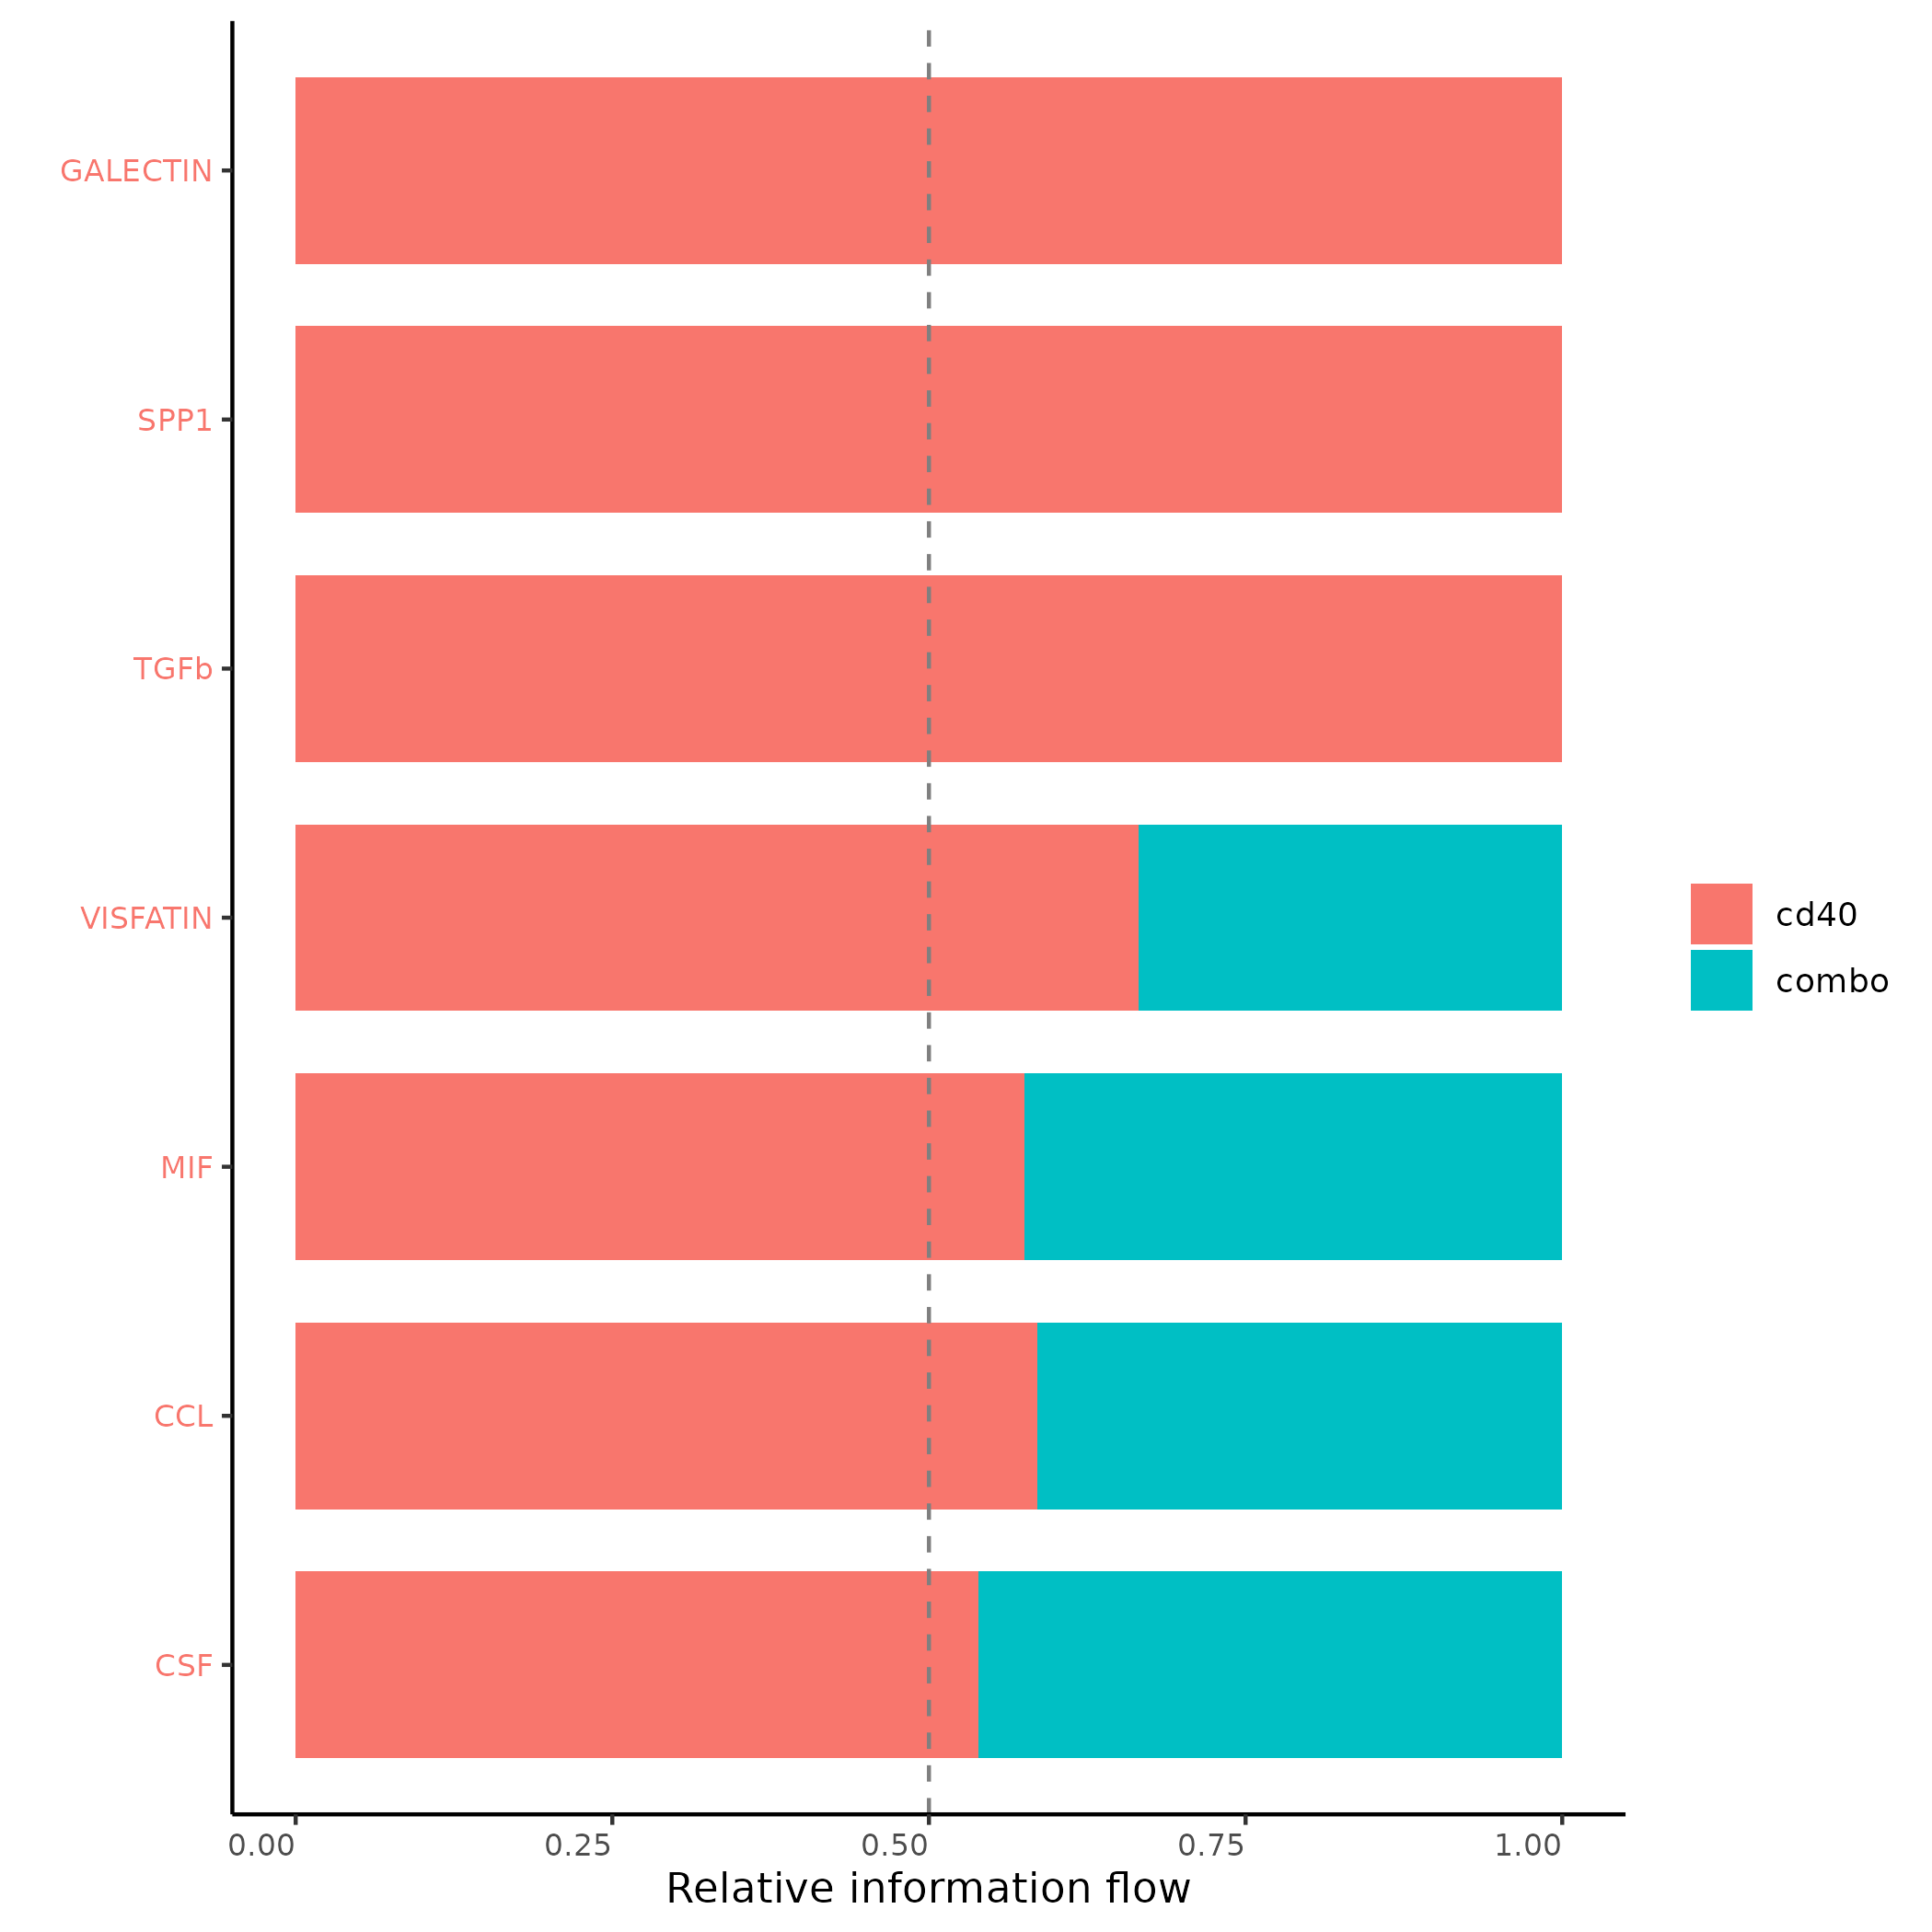 GALECTIN
SPP1
TGFb
VISFATIN
MIF
CCL
CSF
0.00 0.25 0.50 0.75 1.00
Relative information flow
cd40
combo